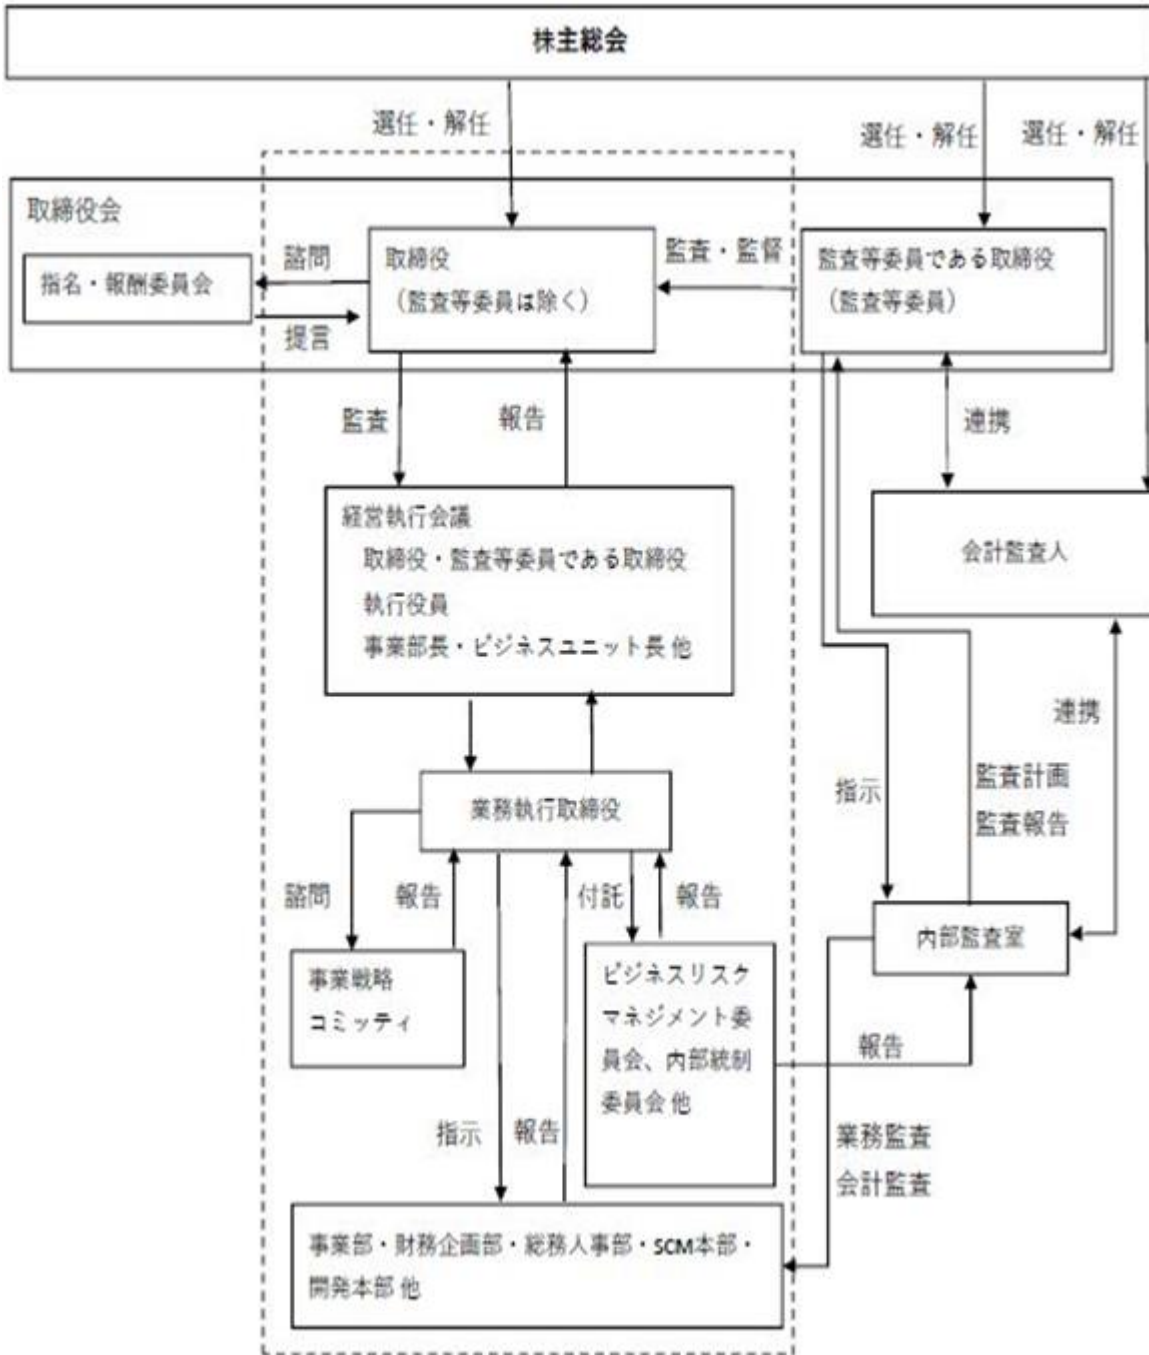 株主総会
選任・解任
選任・解任
選任・解任
取締役会
指名・報酬委員会
諮問
提言
取締役
（監査等委員は除く）
監査・監督
監査等委員である取締役
（監査等委員）
監査
報告
連携
経営執行会議
取締役・監査等委員である取締役
執行役員
事業部長・ビジネスユニット長 他
会計監査人
連携
業務執行取締役
指示
監査計画
監査報告
諮問
報告
付託
報告
内部監査室
事業戦略
コミッティ
ビジネスリスク
マネジメント委
員会、内部統制
委員会 他
報告
指示
報告
業務監査
会計監査
事業部・財務企画部・総務人事部・SCM本部・
開発本部 他